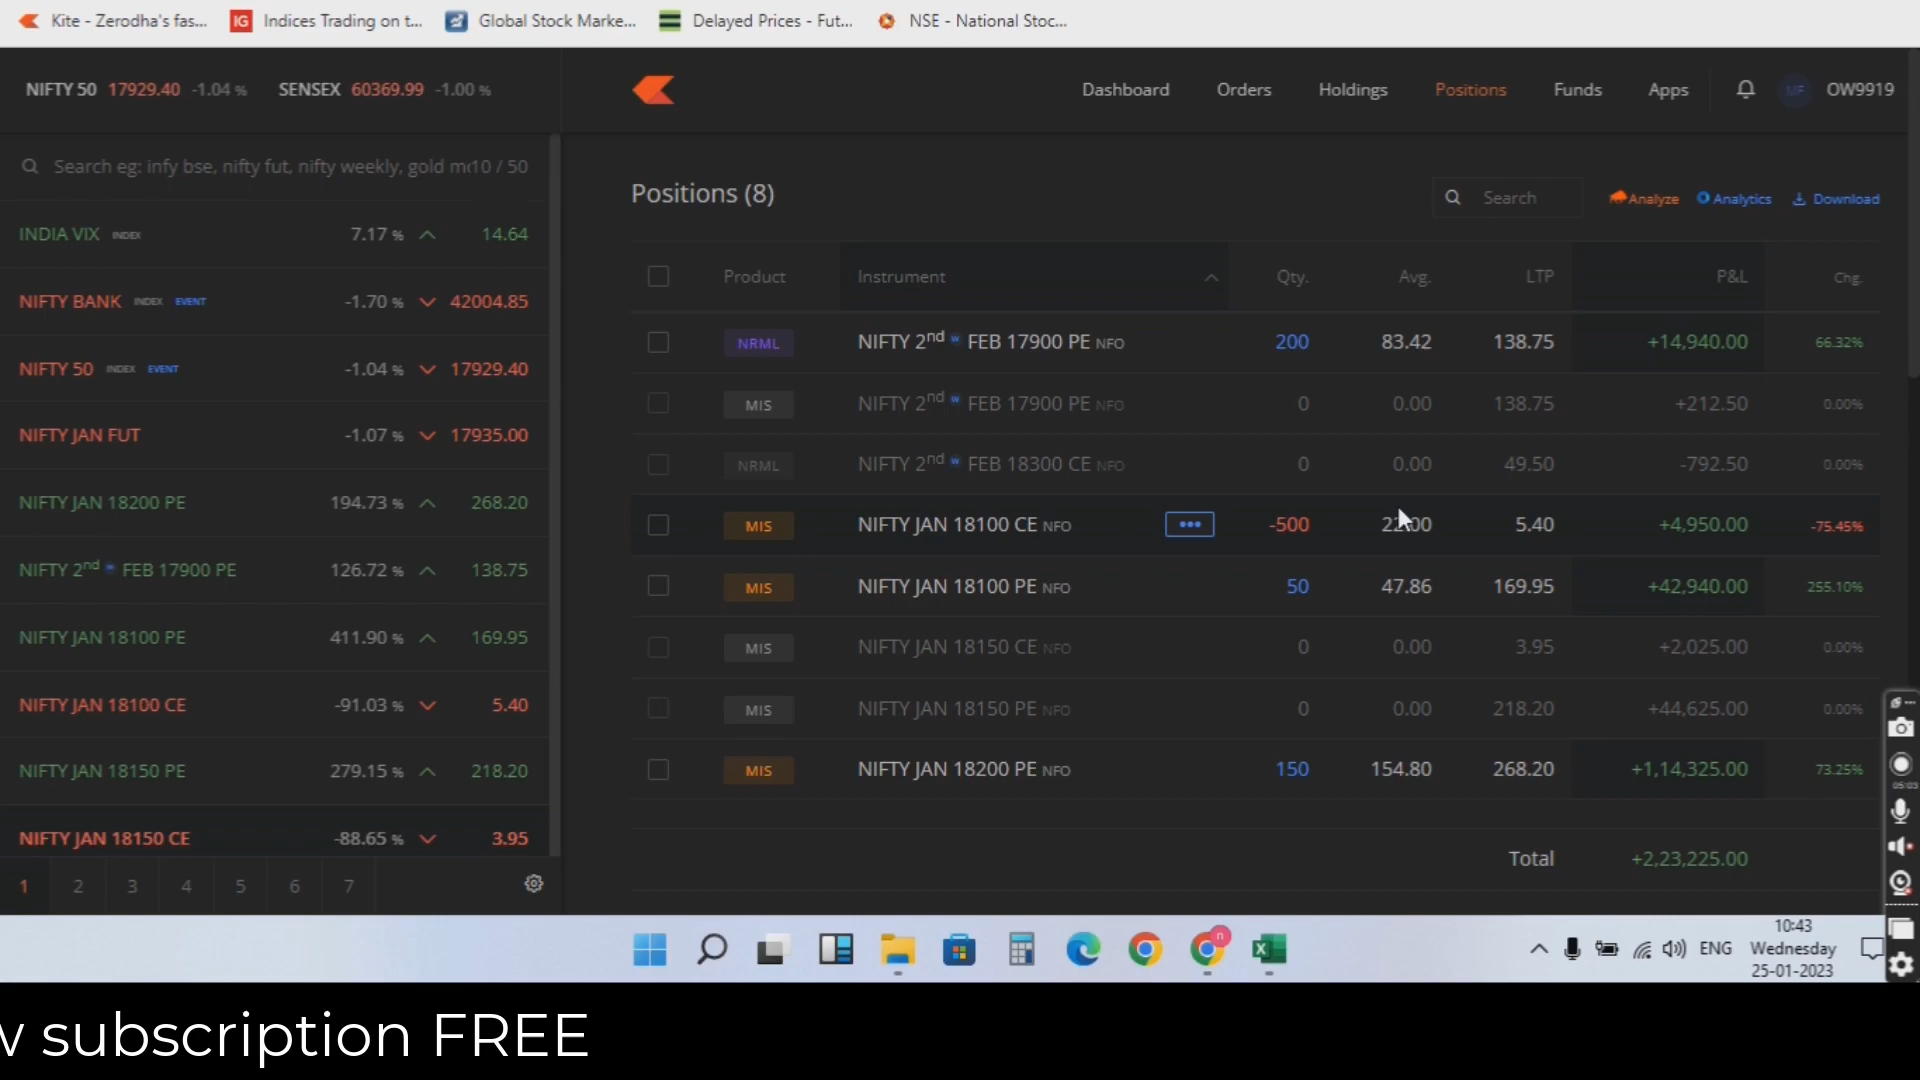 Kite - Zerodha's fas... IG Indices Trading on t... Global Stock Marke... Delayed Prices - Fut... NSE - National Stoc...
NIFTY 50 17929.40 -1.04 % SENSEX 60369.99 -1.00 %
Dashboard Orders Holdings Positions Funds Apps MF OW9919
Search eg: infy bse, nifty fut, nifty weekly, gold mc 10 / 50
INDIA VIX INDEX 7.17 % 14.64
NIFTY BANK INDEX EVENT -1.70 % 42004.85
NIFTY 50 INDEX EVENT -1.04 % 17929.40
NIFTY JAN FUT -1.07 % 17935.00
NIFTY JAN 18200 PE 194.73 % 268.20
NIFTY 2nd w FEB 17900 PE 126.72 % 138.75
NIFTY JAN 18100 PE 411.90 % 169.95
NIFTY JAN 18100 CE -91.03 % 5.40
NIFTY JAN 18150 PE 279.15 % 218.20
NIFTY JAN 18150 CE -88.65 % 3.95
1 2 3 4 5 6 7
Positions (8)
Search Analyze Analytics Download
Product Instrument Qty. Avg. LTP P&L Chg.
NRML NIFTY 2nd w FEB 17900 PE NFO 200 83.42 138.75 +14,940.00 66.32%
MIS NIFTY 2nd w FEB 17900 PE NFO 0 0.00 138.75 +212.50 0.00%
NRML NIFTY 2nd w FEB 18300 CE NFO 0 0.00 49.50 -792.50 0.00%
MIS NIFTY JAN 18100 CE NFO ••• -500 22.00 5.40 +4,950.00 -75.45%
MIS NIFTY JAN 18100 PE NFO 50 47.86 169.95 +42,940.00 255.10%
MIS NIFTY JAN 18150 CE NFO 0 0.00 3.95 +2,025.00 0.00%
MIS NIFTY JAN 18150 PE NFO 0 0.00 218.20 +44,625.00 0.00%
MIS NIFTY JAN 18200 PE NFO 150 154.80 268.20 +1,14,325.00 73.25%
Total +2,23,225.00
05:03
n
ENG
10:43
Wednesday
25-01-2023
w subscription FREE